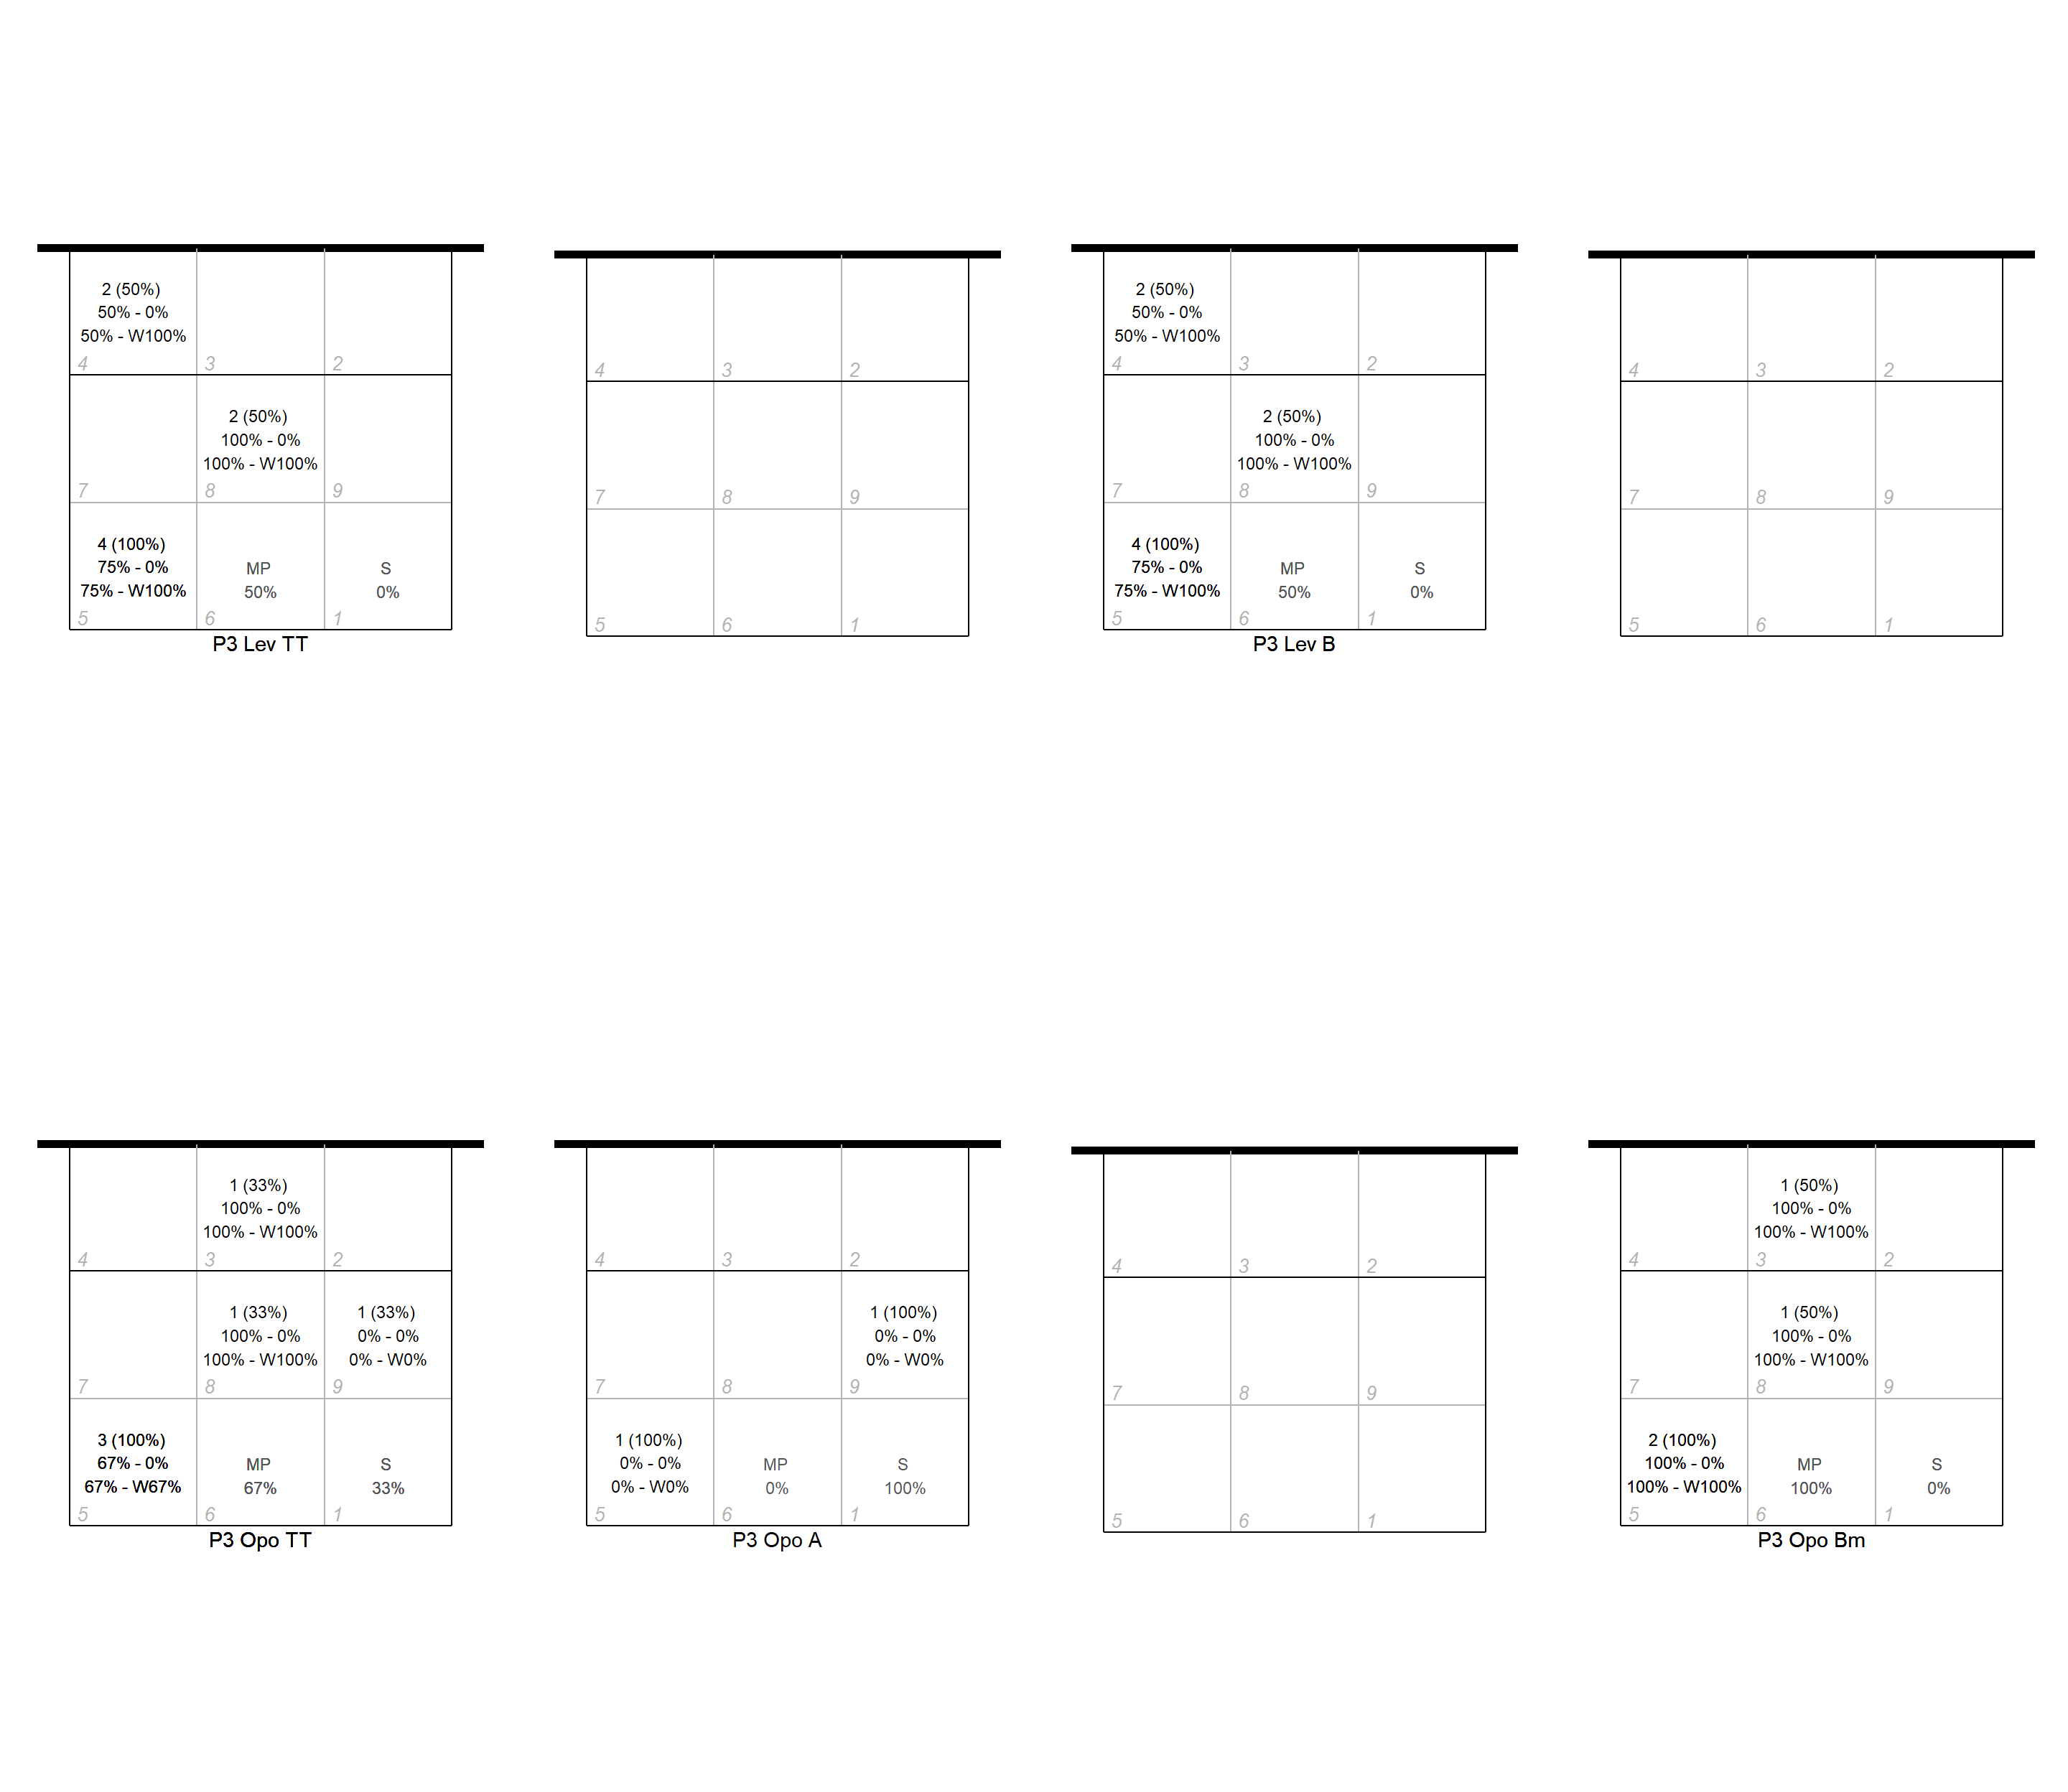 2 (50%)
50% - 0%
50% - W100%
4
3
2
2 (50%)
100% - 0%
100% - W100%
7
8
9
4 (100%)
75% - 0%
75% - W100%
MP
50%
S
0%
5
6
1
P3 Lev TT
4
3
2
7
8
9
5
6
1
2 (50%)
50% - 0%
50% - W100%
4
3
2
2 (50%)
100% - 0%
100% - W100%
7
8
9
4 (100%)
75% - 0%
75% - W100%
MP
50%
S
0%
5
6
1
P3 Lev B
4
3
2
7
8
9
5
6
1
1 (33%)
100% - 0%
100% - W100%
4
3
2
1 (33%)
100% - 0%
100% - W100%
1 (33%)
0% - 0%
0% - W0%
7
8
9
3 (100%)
67% - 0%
67% - W67%
MP
67%
S
33%
5
6
1
P3 Opo TT
4
3
2
1 (100%)
0% - 0%
0% - W0%
7
8
9
1 (100%)
0% - 0%
0% - W0%
MP
0%
S
100%
5
6
1
P3 Opo A
4
3
2
7
8
9
5
6
1
1 (50%)
100% - 0%
100% - W100%
4
3
2
1 (50%)
100% - 0%
100% - W100%
7
8
9
2 (100%)
100% - 0%
100% - W100%
MP
100%
S
0%
5
6
1
P3 Opo Bm